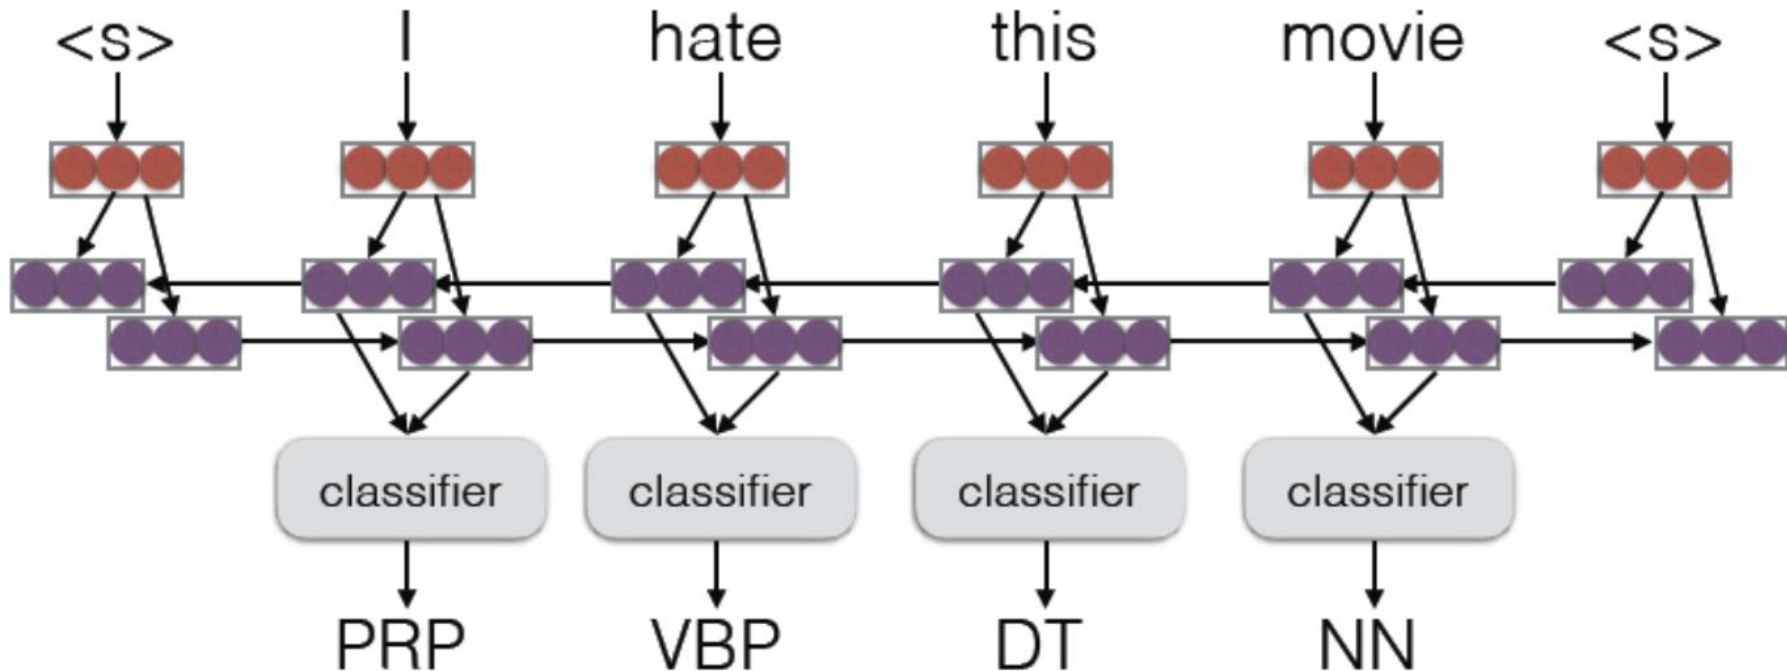 <s> I hate this movie <s>
classifier classifier classifier classifier
PRP VBP DT NN